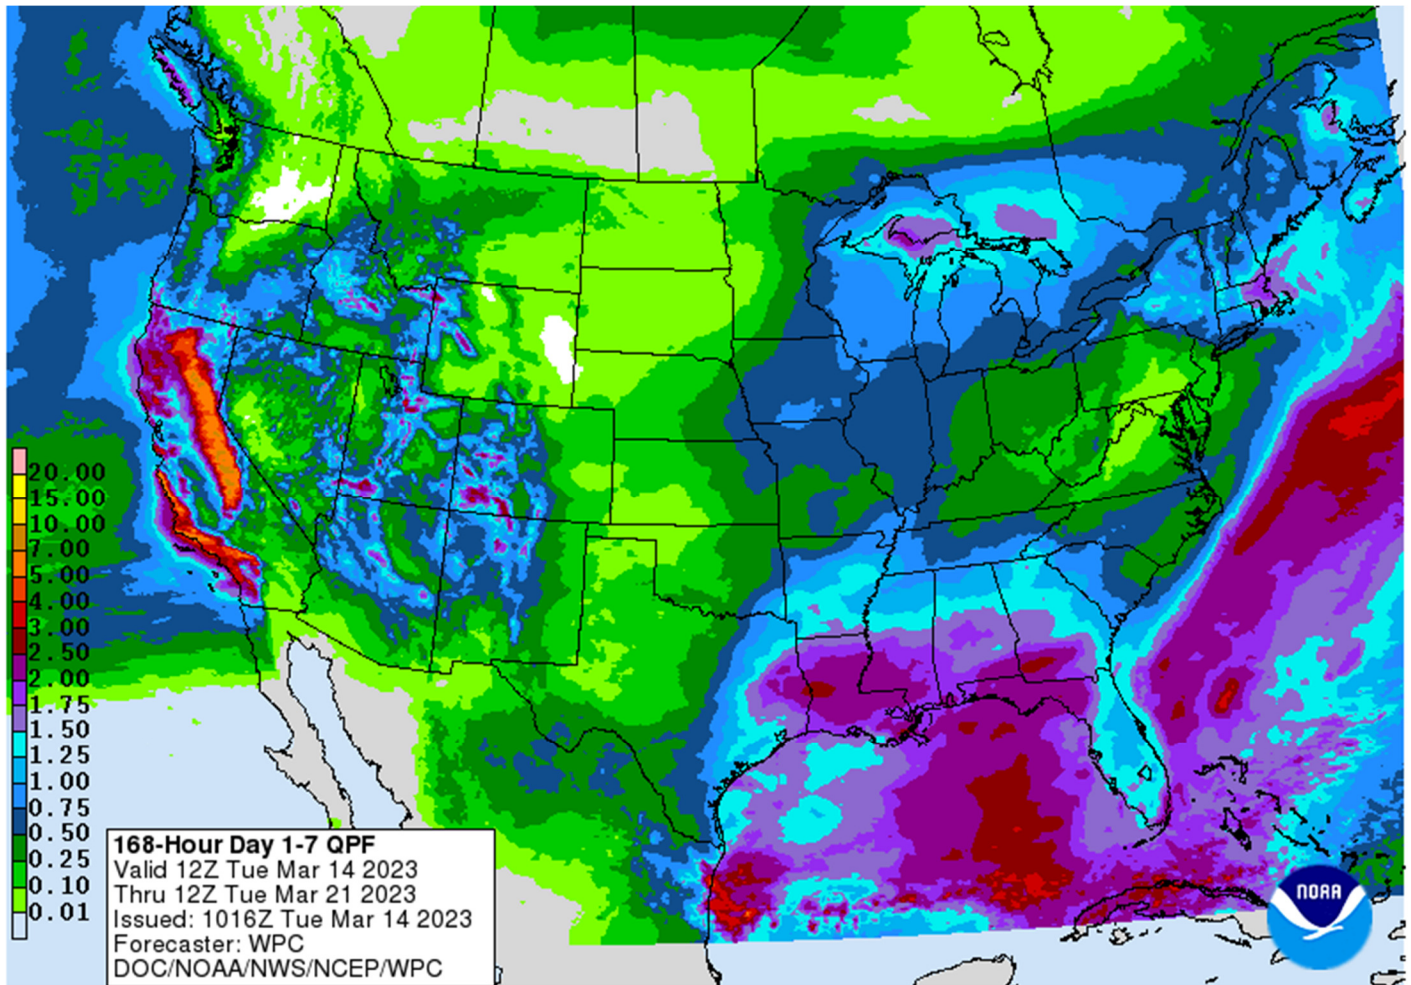 20.00
15.00
10.00
7.00
5.00
4.00
3.00
2.50
2.00
1.75
1.50
1.25
1.00
0.75
0.50
0.25
0.10
0.01
168-Hour Day 1-7 QPF
Valid 12Z Tue Mar 14 2023
Thru 12Z Tue Mar 21 2023
Issued: 1016Z Tue Mar 14 2023
Forecaster: WPC
DOC/NOAA/NWS/NCEP/WPC
NOAA